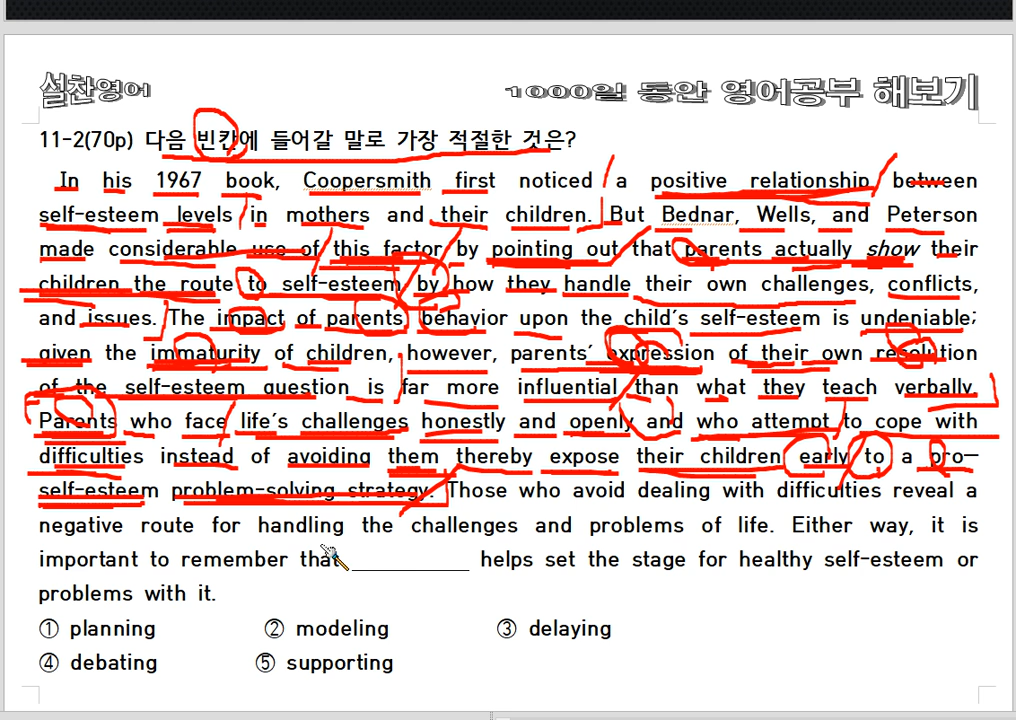 설찬영어 1000일 동안 영어공부 해보기
11-2(70p) 다음 빈칸에 들어갈 말로 가장 적절한 것은?
In his 1967 book, Coopersmith first noticed a positive relationship between
self-esteem levels in mothers and their children. But Bednar, Wells, and Peterson
made considerable use of this factor by pointing out that parents actually show their
children the route to self-esteem by how they handle their own challenges, conflicts,
and issues. The impact of parents' behavior upon the child's self-esteem is undeniable;
given the immaturity of children, however, parents' expression of their own resolution
of the self-esteem question is far more influential than what they teach verbally.
Parents who face life's challenges honestly and openly and who attempt to cope with
difficulties instead of avoiding them thereby expose their children early to a pro-
self-esteem problem-solving strategy. Those who avoid dealing with difficulties reveal a
negative route for handling the challenges and problems of life. Either way, it is
important to remember that __________ helps set the stage for healthy self-esteem or
problems with it.
① planning ② modeling ③ delaying
④ debating ⑤ supporting